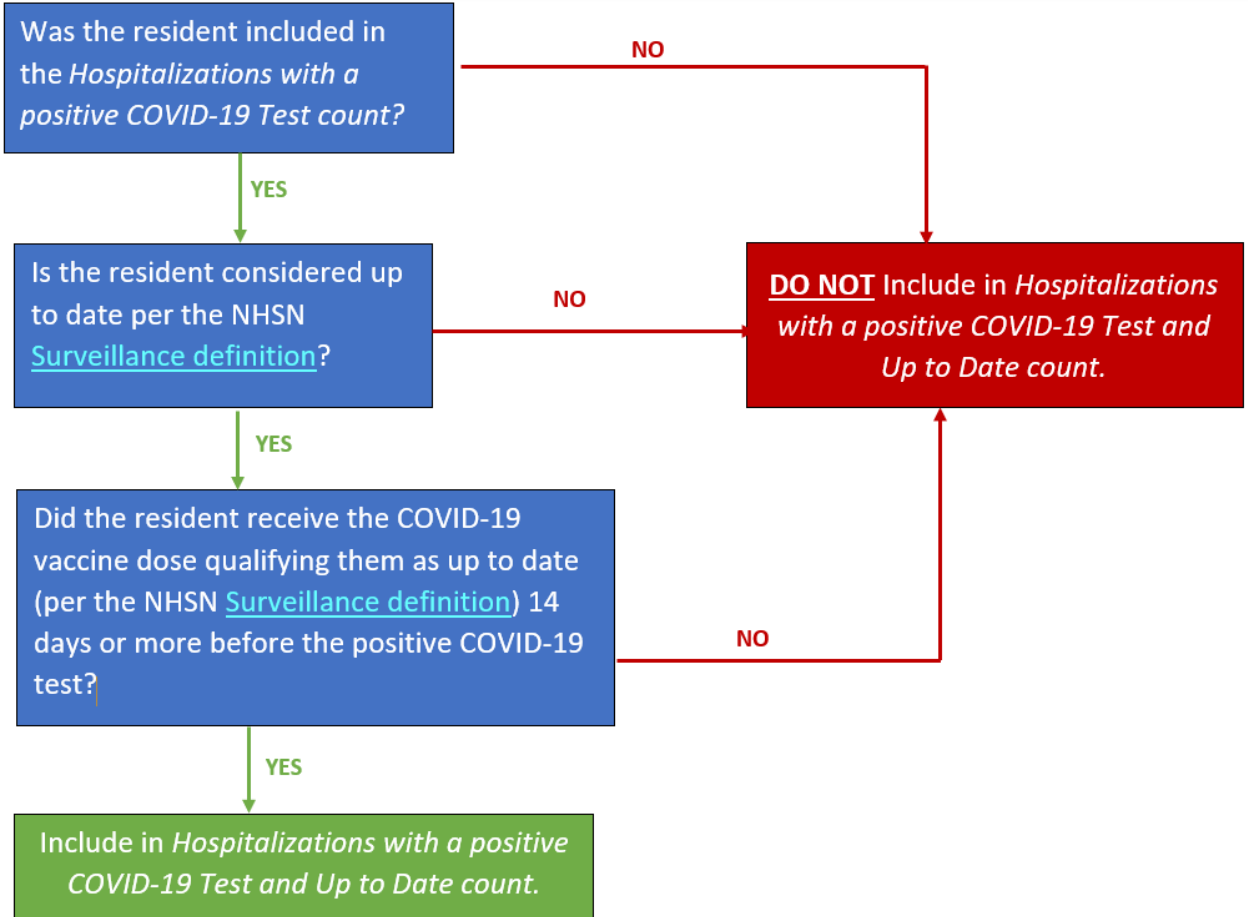 Was the resident included in
the Hospitalizations with a
positive COVID-19 Test count?
NO
YES
Is the resident considered up
to date per the NHSN
Surveillance definition?
NO
DO NOT Include in Hospitalizations
with a positive COVID-19 Test and
Up to Date count.
YES
Did the resident receive the COVID-19
vaccine dose qualifying them as up to date
(per the NHSN Surveillance definition) 14
days or more before the positive COVID-19
test?
NO
YES
Include in Hospitalizations with a positive
COVID-19 Test and Up to Date count.